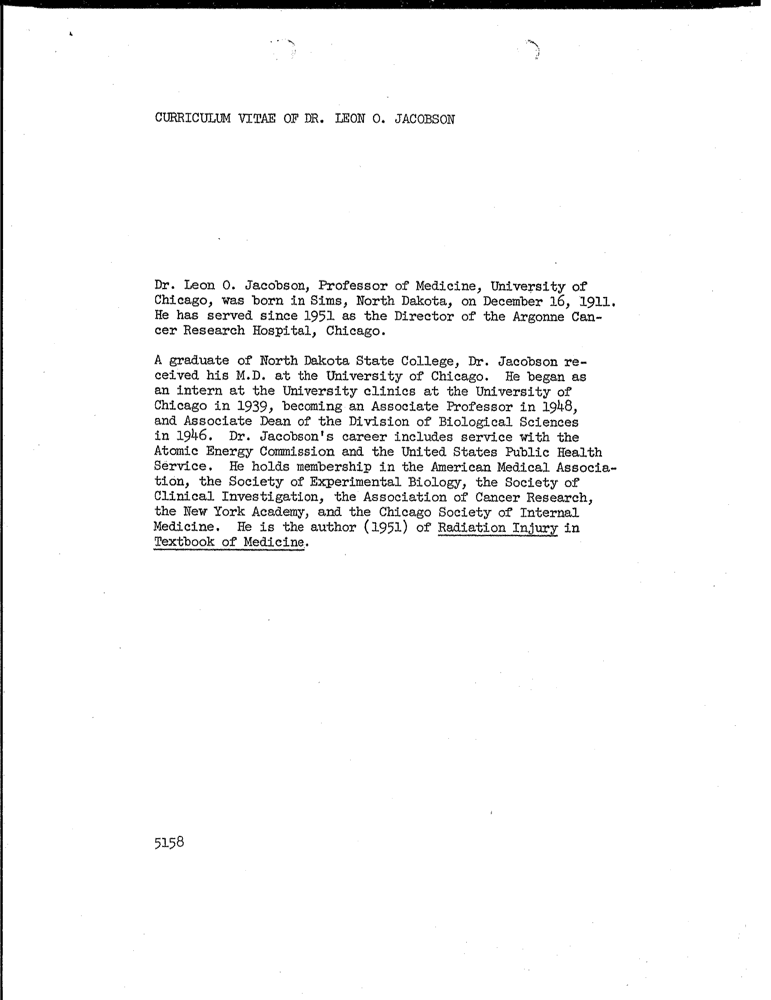 CURRICULUM VITAE OF DR. LEON O. JACOBSON
Dr. Leon O. Jacobson, Professor of Medicine, University of
Chicago, was born in Sims, North Dakota, on December 16, 1911.
He has served since 1951 as the Director of the Argonne Can-
cer Research Hospital, Chicago.
A graduate of North Dakota State College, Dr. Jacobson re-
ceived his M.D. at the University of Chicago. He began as
an intern at the University clinics at the University of
Chicago in 1939, becoming an Associate Professor in 1948,
and Associate Dean of the Division of Biological Sciences
in 1946. Dr. Jacobson's career includes service with the
Atomic Energy Commission and the United States Public Health
Service. He holds membership in the American Medical Associa-
tion, the Society of Experimental Biology, the Society of
Clinical Investigation, the Association of Cancer Research,
the New York Academy, and the Chicago Society of Internal
Medicine. He is the author (1951) of Radiation Injury in
Textbook of Medicine.
5158